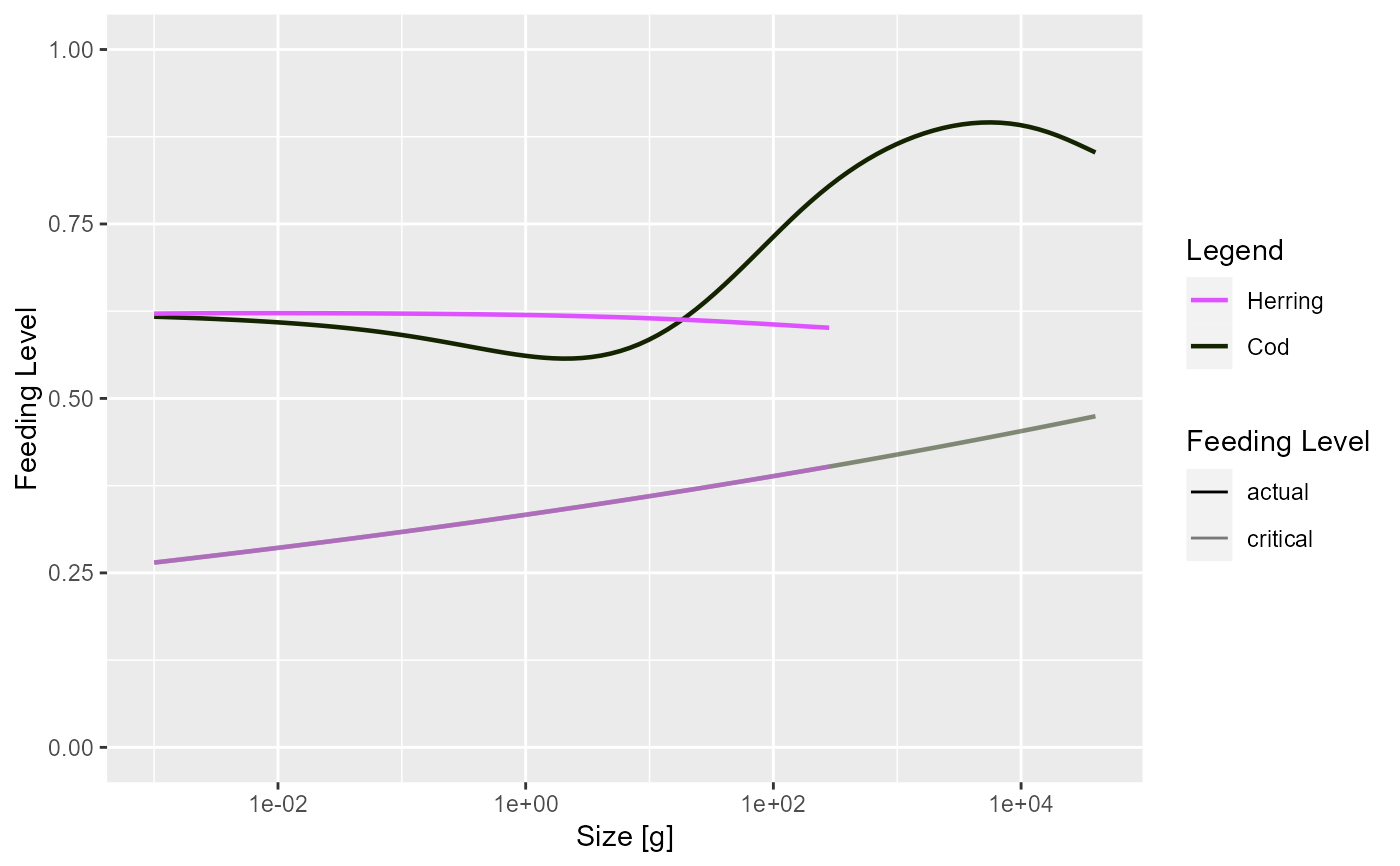 1.00
0.75
0.50
0.25
0.00
Feeding Level
1e-02
1e+00
1e+02
1e+04
Size [g]
Legend
Herring
Cod
Feeding Level
actual
critical